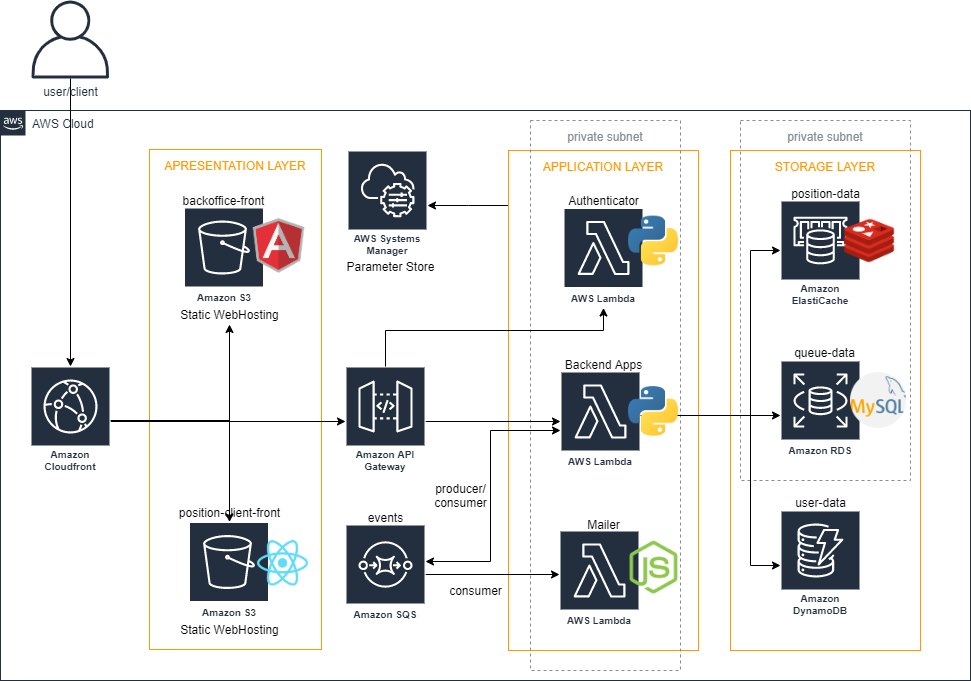 user/client
aws
AWS Cloud
APRESENTATION LAYER
backoffice-front
Amazon S3
Static WebHosting
position-client-front
Amazon S3
Static WebHosting
Amazon
Cloudfront
AWS Systems
Manager
Parameter Store
</>
Amazon API
Gateway
producer/
consumer
events
Amazon SQS
consumer
private subnet
APPLICATION LAYER
Authenticator
AWS Lambda
Backend Apps
AWS Lambda
Mailer
JS
AWS Lambda
private subnet
STORAGE LAYER
position-data
Amazon
ElastiCache
queue-data
MySQL
Amazon RDS
user-data
Amazon
DynamoDB